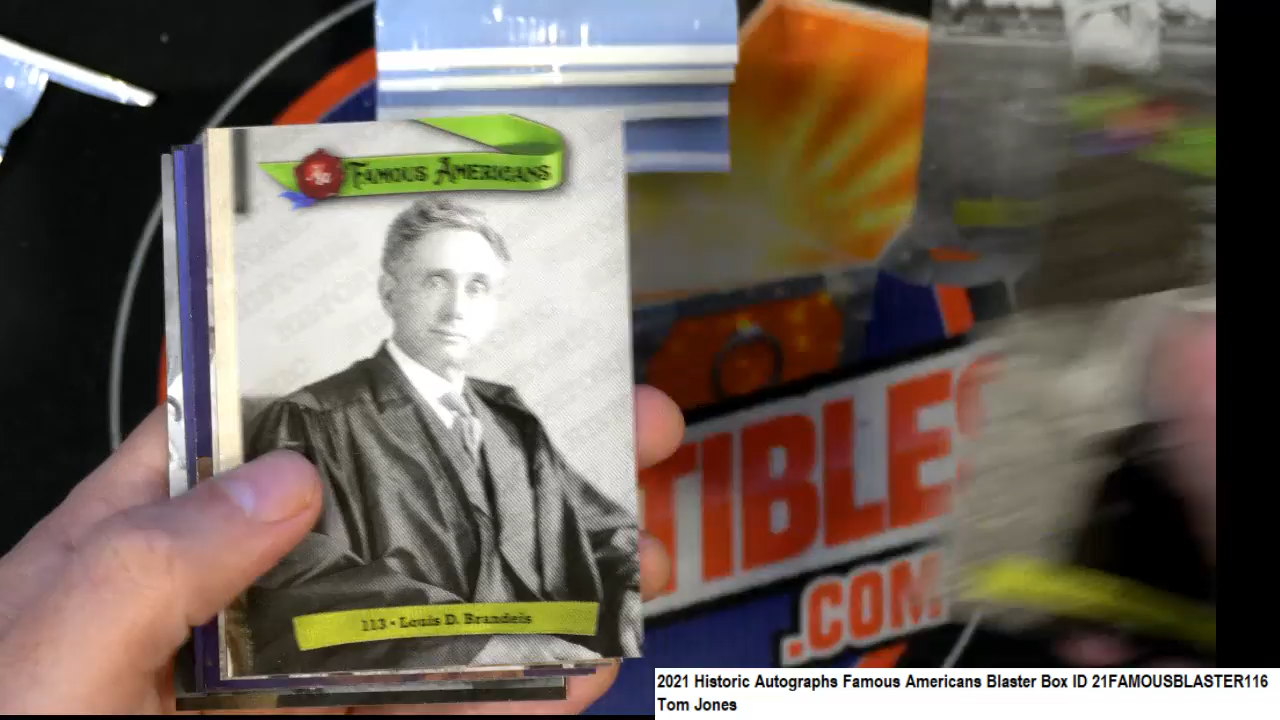 FAMOUS AMERICANS
113 - Louis D. Brandeis
TIBLES
.COM
2021 Historic Autographs Famous Americans Blaster Box ID 21FAMOUSBLASTER116
Tom Jones